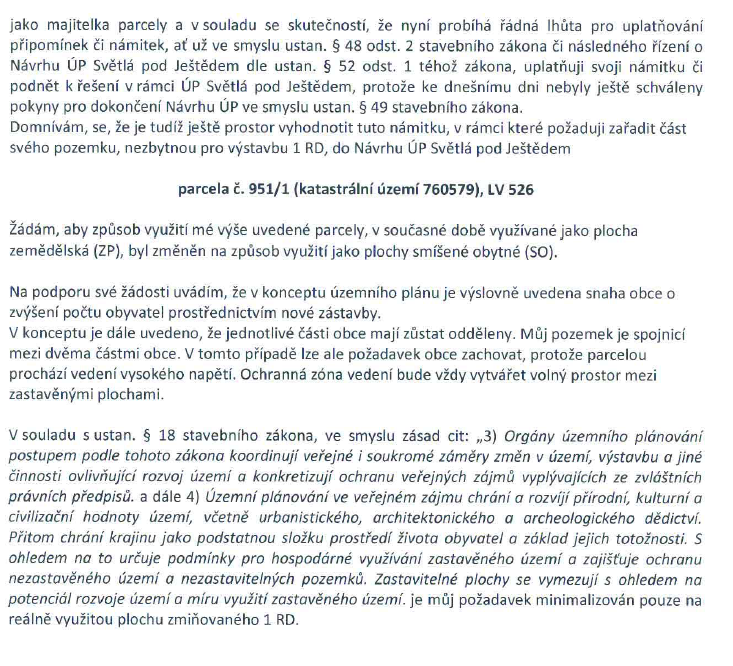 jako majitelka parcely a v souladu se skutečností, že nyní probíhá řádná lhůta pro uplatňování
připomínek či námitek, ať už ve smyslu ustan. § 48 odst. 2 stavebního zákona či následného řízení o
Návrhu ÚP Světlá pod Ještědem dle ustan. § 52 odst. 1 téhož zákona, uplatňuji svoji námitku či
podnět k řešení v rámci ÚP Světlá pod Ještědem, protože ke dnešnímu dni nebyly ještě schváleny
pokyny pro dokončení Návrhu ÚP ve smyslu ustan. § 49 stavebního zákona.
Domnívám, se, že je tudíž ještě prostor vyhodnotit tuto námitku, v rámci které požaduji zařadit část
svého pozemku, nezbytnou pro výstavbu 1 RD, do Návrhu ÚP Světlá pod Ještědem
parcela č. 951/1 (katastrální území 760579), LV 526
Žádám, aby způsob využití mé výše uvedené parcely, v současné době využívané jako plocha
zemědělská (ZP), byl změněn na způsob využití jako plochy smíšené obytné (SO).
Na podporu své žádosti uvádím, že v konceptu územního plánu je výslovně uvedena snaha obce o
zvýšení počtu obyvatel prostřednictvím nové zástavby.
V konceptu je dále uvedeno, že jednotlivé části obce mají zůstat odděleny. Můj pozemek je spojnicí
mezi dvěma částmi obce. V tomto případě lze ale požadavek obce zachovat, protože parcelou
prochází vedení vysokého napětí. Ochranná zóna vedení bude vždy vytvářet volný prostor mezi
zastavěnými plochami.
V souladu s ustan. § 18 stavebního zákona, ve smyslu zásad cit: „3) Orgány územního plánování
postupem podle tohoto zákona koordinují veřejné i soukromé záměry změn v území, výstavbu a jiné
činnosti ovlivňující rozvoj území a konkretizují ochranu veřejných zájmů vyplývajících ze zvláštních
právních předpisů. a dále 4) Územní plánování ve veřejném zájmu chrání a rozvíjí přírodní, kulturní a
civilizační hodnoty území, včetně urbanistického, architektonického a archeologického dědictví.
Přitom chrání krajinu jako podstatnou složku prostředí života obyvatel a základ jejich totožnosti. S
ohledem na to určuje podmínky pro hospodárné využívání zastavěného území a zajišťuje ochranu
nezastavěného území a nezastavitelných pozemků. Zastavitelné plochy se vymezují s ohledem na
potenciál rozvoje území a míru využití zastavěného území. je můj požadavek minimalizován pouze na
reálně využitou plochu zmiňovaného 1 RD.